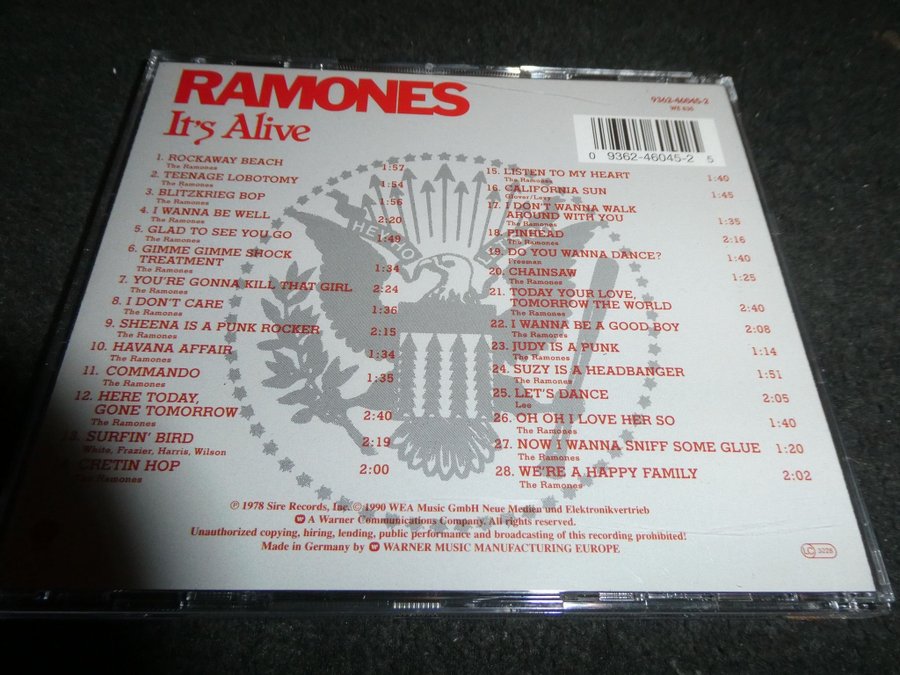 RAMONES
It's Alive
9362-46045-2
WE 835
0 9362-46045-2 5
1. ROCKAWAY BEACH 1:57
The Ramones
2. TEENAGE LOBOTOMY 1:54
The Ramones
3. BLITZKRIEG BOP 1:56
The Ramones
4. I WANNA BE WELL 2:20
The Ramones
5. GLAD TO SEE YOU GO 1:49
The Ramones
6. GIMME GIMME SHOCK
TREATMENT 1:34
The Ramones
7. YOU'RE GONNA KILL THAT GIRL 2:24
The Ramones
8. I DON'T CARE 1:36
The Ramones
9. SHEENA IS A PUNK ROCKER 2:15
The Ramones
10. HAVANA AFFAIR 1:34
The Ramones
11. COMMANDO 1:35
The Ramones
12. HERE TODAY,
GONE TOMORROW 2:40
The Ramones
13. SURFIN' BIRD 2:19
White, Frazier, Harris, Wilson
CRETIN HOP 2:00
The Ramones
15. LISTEN TO MY HEART 1:40
The Ramones
16. CALIFORNIA SUN 1:45
Glover/Levy
17. I DON'T WANNA WALK
AROUND WITH YOU 1:35
The Ramones
18. PINHEAD 2:16
The Ramones
19. DO YOU WANNA DANCE? 1:40
Freeman
20. CHAINSAW 1:25
The Ramones
21. TODAY YOUR LOVE,
TOMORROW THE WORLD 2:40
The Ramones
22. I WANNA BE A GOOD BOY 2:08
The Ramones
23. JUDY IS A PUNK 1:14
The Ramones
24. SUZY IS A HEADBANGER 1:51
The Ramones
25. LET'S DANCE 2:05
Lee
26. OH OH I LOVE HER SO 1:40
The Ramones
27. NOW I WANNA SNIFF SOME GLUE 1:20
The Ramones
28. WE'RE A HAPPY FAMILY 2:02
The Ramones
HEY HO
℗ 1978 Sire Records, Inc. © 1990 WEA Music GmbH Neue Medien und Elektronikvertrieb
A Warner Communications Company. All rights reserved.
Unauthorized copying, hiring, lending, public performance and broadcasting of this recording prohibited!
Made in Germany by WARNER MUSIC MANUFACTURING EUROPE
LC 3228